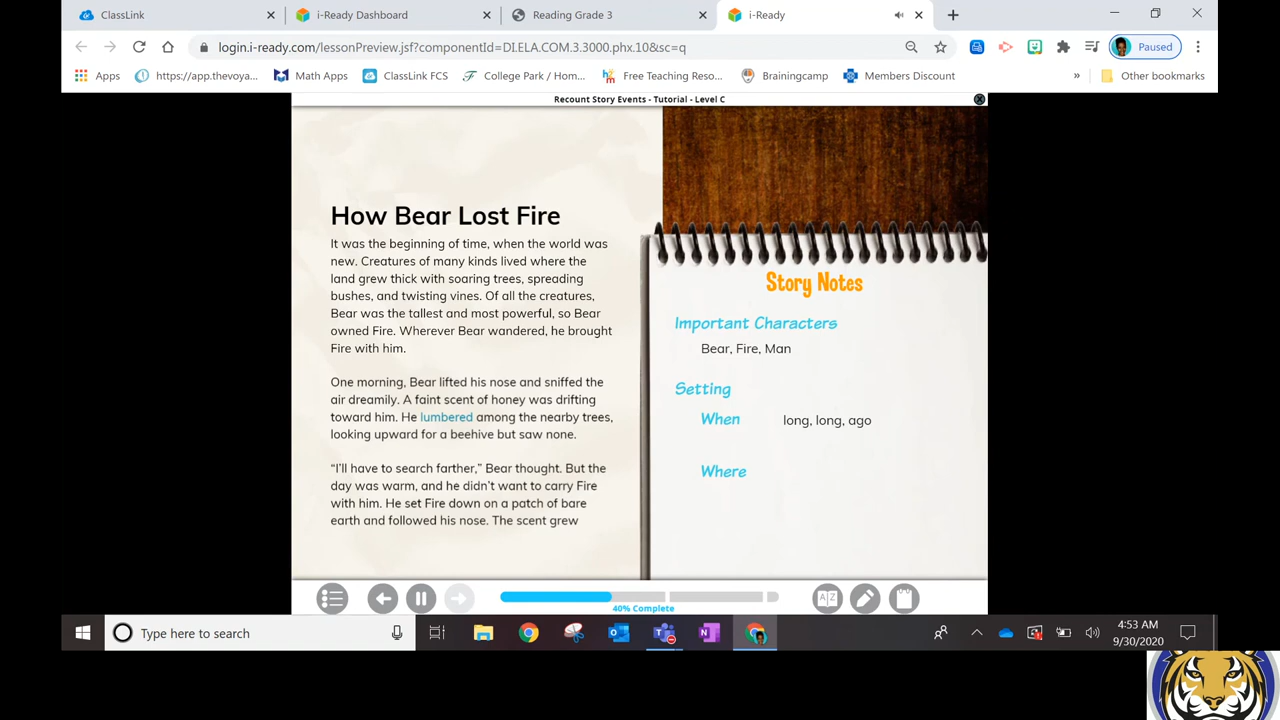 ClassLink
i-Ready Dashboard
Reading Grade 3
i-Ready
login.i-ready.com/lessonPreview.jsf?componentId=DI.ELA.COM.3.3000.phx.10&sc=q
Paused
Apps
https://app.thevoya...
Math Apps
ClassLink FCS
College Park / Hom...
Free Teaching Reso...
Brainingcamp
Members Discount
»
Other bookmarks
Recount Story Events - Tutorial - Level C
How Bear Lost Fire
It was the beginning of time, when the world was
new. Creatures of many kinds lived where the
land grew thick with soaring trees, spreading
bushes, and twisting vines. Of all the creatures,
Bear was the tallest and most powerful, so Bear
owned Fire. Wherever Bear wandered, he brought
Fire with him.
One morning, Bear lifted his nose and sniffed the
air dreamily. A faint scent of honey was drifting
toward him. He lumbered among the nearby trees,
looking upward for a beehive but saw none.
“I’ll have to search farther,” Bear thought. But the
day was warm, and he didn’t want to carry Fire
with him. He set Fire down on a patch of bare
earth and followed his nose. The scent grew
Story Notes
Important Characters
Bear, Fire, Man
Setting
When long, long, ago
Where
40% Complete
A Z
Type here to search
4:53 AM
9/30/2020